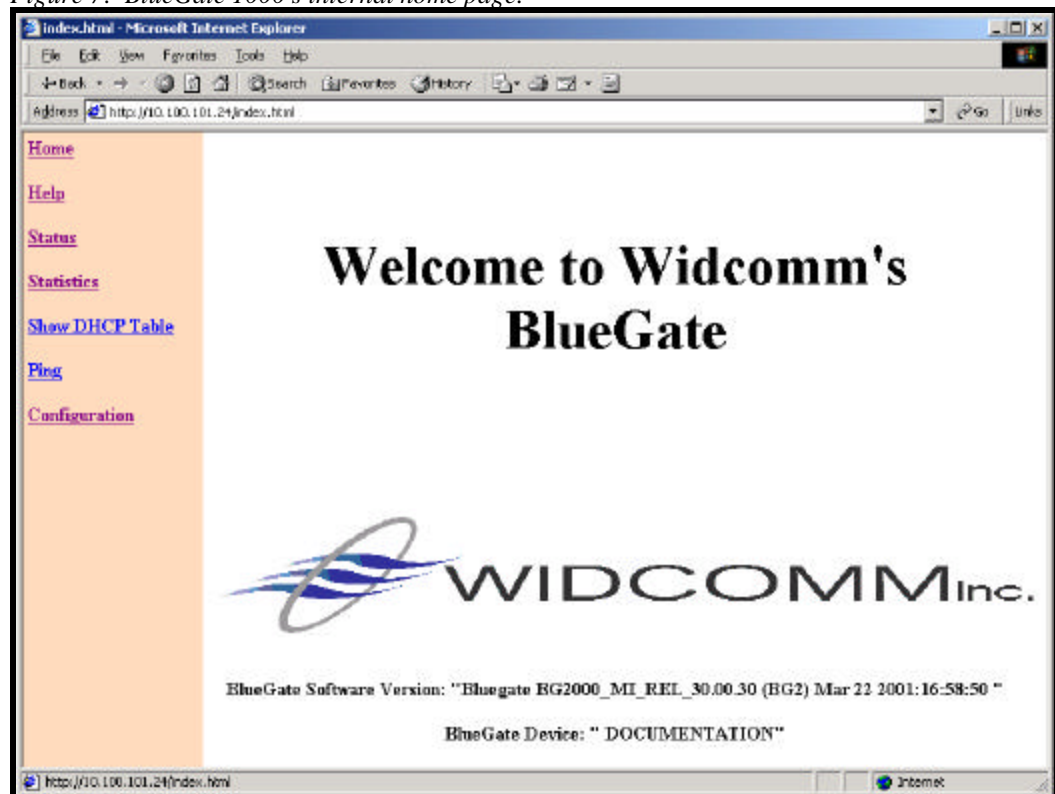 Figure 7. BlueGate 1000's internal home page.
index.html - Microsoft Internet Explorer
File Edit View Favorites Tools Help
Back Search Favorites History
Address http://10.100.101.24/index.html Go Links
Home
Help
Status
Statistics
Show DHCP Table
Ping
Configuration
Welcome to Widcomm's
BlueGate
WIDCOMM Inc.
BlueGate Software Version: "Bluegate BG2000_MI_REL_30.00.30 (BG2) Mar 22 2001:16:58:50 "
BlueGate Device: " DOCUMENTATION"
http://10.100.101.24/index.html Internet